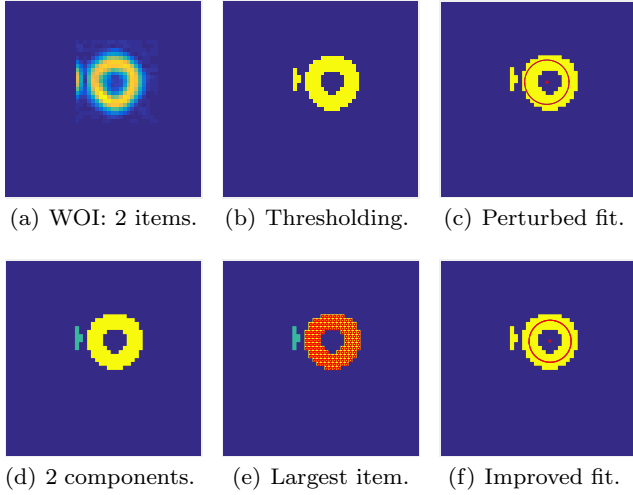 (a) WOI: 2 items.
(b) Thresholding.
(c) Perturbed fit.
(d) 2 components.
(e) Largest item.
(f) Improved fit.